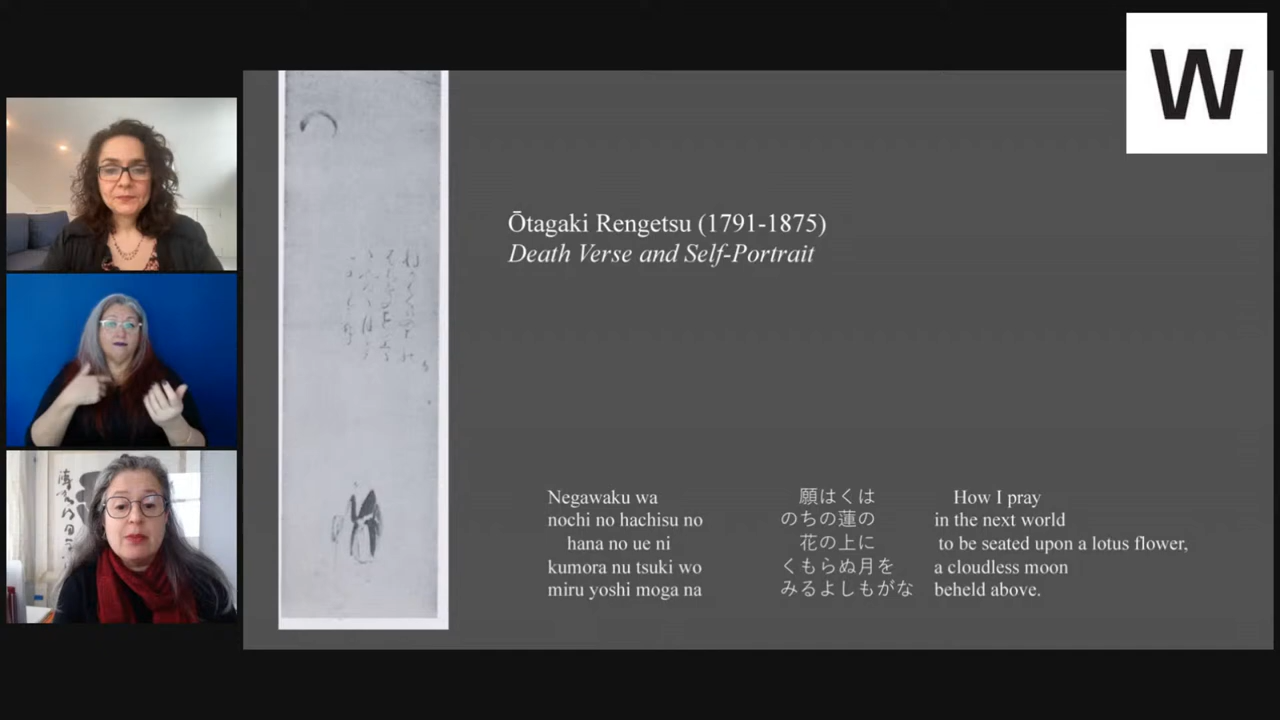 W
Ōtagaki Rengetsu (1791-1875)
Death Verse and Self-Portrait
Negawaku wa
nochi no hachisu no
hana no ue ni
kumora nu tsuki wo
miru yoshi moga na
願はくは
のちの蓮の
花の上に
くもらぬ月を
みるよしもがな
How I pray
in the next world
to be seated upon a lotus flower,
a cloudless moon
beheld above.